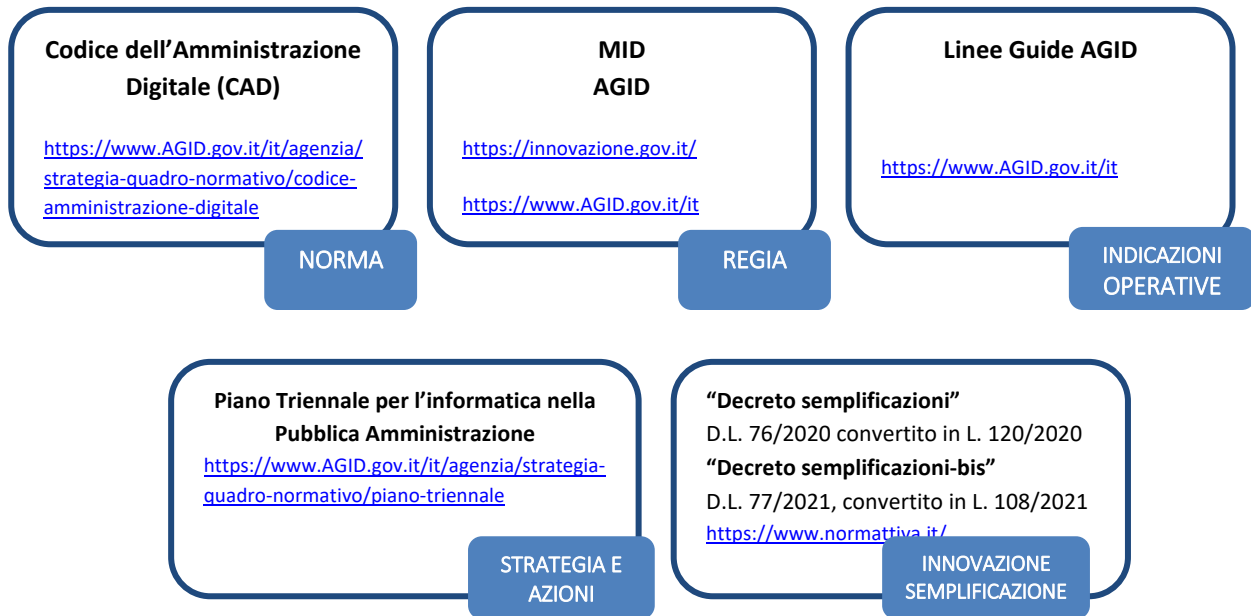 Codice dell’Amministrazione
Digitale (CAD)
https://www.AGID.gov.it/it/agenzia/
strategia-quadro-normativo/codice-
amministrazione-digitale
NORMA
MID
AGID
https://innovazione.gov.it/
https://www.AGID.gov.it/it
REGIA
Linee Guide AGID
https://www.AGID.gov.it/it
INDICAZIONI
OPERATIVE
Piano Triennale per l’informatica nella
Pubblica Amministrazione
https://www.AGID.gov.it/it/agenzia/strategia-
quadro-normativo/piano-triennale
STRATEGIA E
AZIONI
“Decreto semplificazioni”
D.L. 76/2020 convertito in L. 120/2020
“Decreto semplificazioni-bis”
D.L. 77/2021, convertito in L. 108/2021
https://www.normattiva.it/
INNOVAZIONE
SEMPLIFICAZIONE